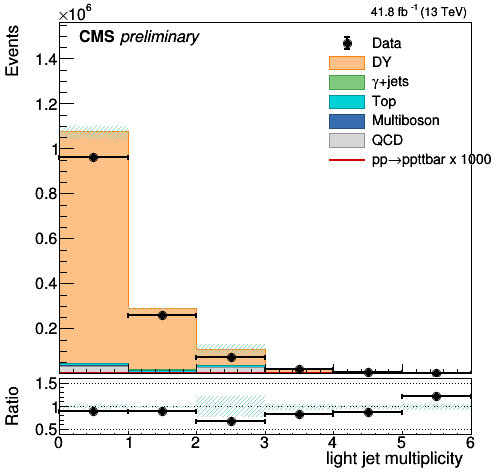 ×10⁶
41.8 fb⁻¹ (13 TeV)
CMS preliminary
Events
Data
DY
γ+jets
Top
Multiboson
QCD
pp→ppttbar x 1000
1.4
1.2
1
0.8
0.6
0.4
0.2
Ratio
1.5
1
0.5
0 1 2 3 4 5 6
light jet multiplicity